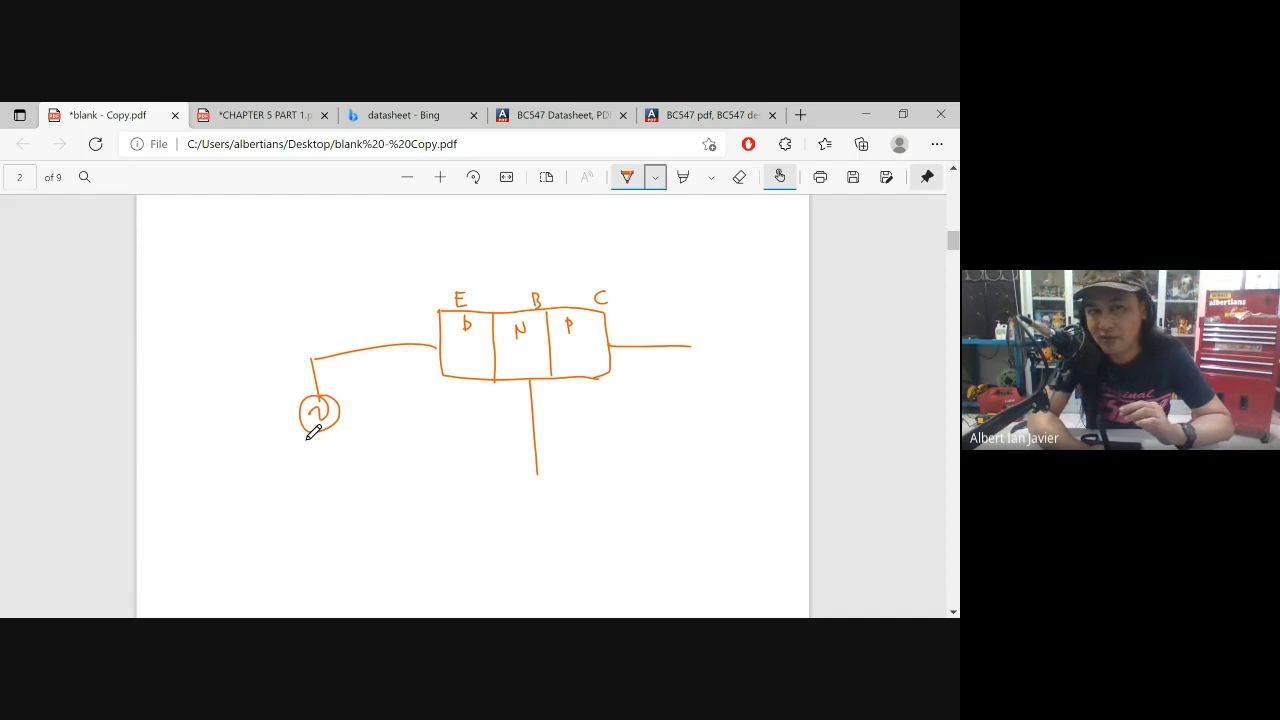 *blank - Copy.pdf
*CHAPTER 5 PART 1.p
datasheet - Bing
BC547 Datasheet, PD
BC547 pdf, BC547 de
File
C:/Users/albertians/Desktop/blank%20-%20Copy.pdf
2 of 9
E B C
P N P
albertians
Albert Ian Javier